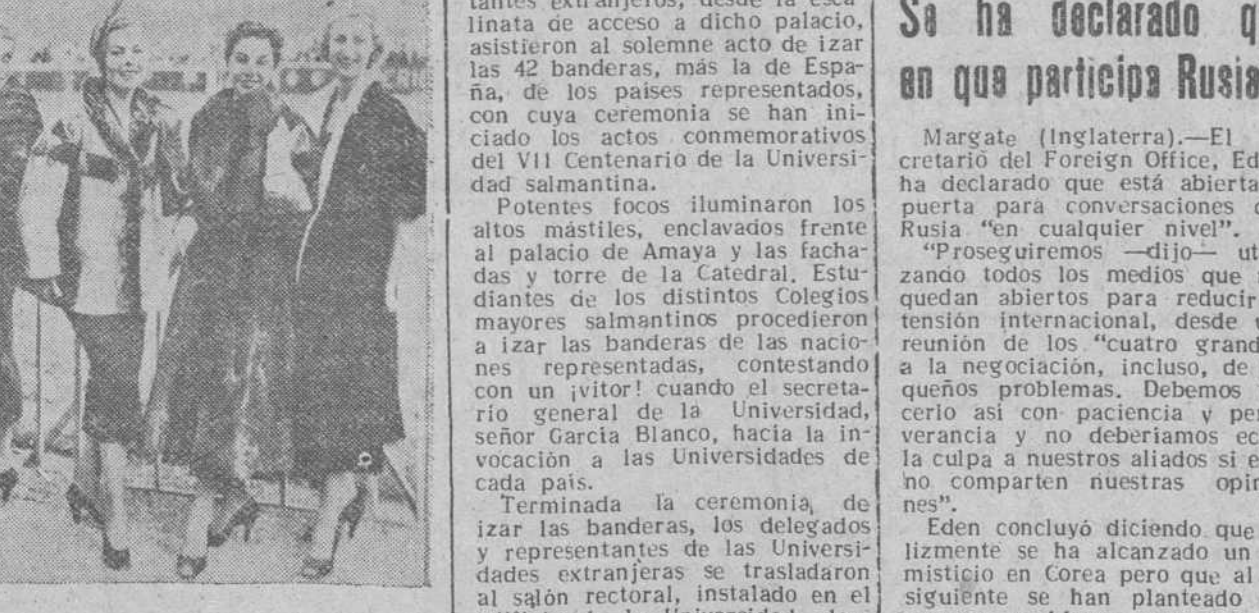 tantes extranjeros, desde la esca-
linata de acceso a dicho palacio,
asistieron al solemne acto de izar
las 42 banderas, más la de Espa-
ña, de los paises representados,
con cuya ceremonia se han ini-
ciado los actos conmemorativos
del VII Centenario de la Universi-
dad salmantina.
Potentes focos iluminaron los
altos mástiles, enclavados frente
al palacio de Amaya y las facha-
das y torre de la Catedral. Estu-
diantes de los distintos Colegios
mayores salmantinos procedieron
a izar las banderas de las nacio-
nes representadas, contestando
con un ¡vitor! cuando el secreta-
rio general de la Universidad,
señor García Blanco, hacia la in-
vocación a las Universidades de
cada país.
Terminada la ceremonia, de
izar las banderas, los delegados
y representantes de las Universi-
dades extranjeras se trasladaron
al salón rectoral, instalado en el
Se ha declarado q
en que participa Rusia
Margate (Inglaterra).—El
cretario del Foreign Office, Ed
ha declarado que está abierta
puerta para conversaciones
Rusia “en cualquier nivel”.
“Proseguiremos —dijo— ut
zando todos los medios que
quedan abiertos para reducir
tensión internacional, desde
reunión de los “cuatro grand
a la negociación, incluso, de
queños problemas. Debemos
cerlo asi con paciencia y per
verancia y no deberiamos ec
la culpa a nuestros aliados si e
no comparten nuestras opin
nes”.
Eden concluyó diciendo que
lizmente se ha alcanzado un
misticio en Corea pero que al
siguiente se han planteado